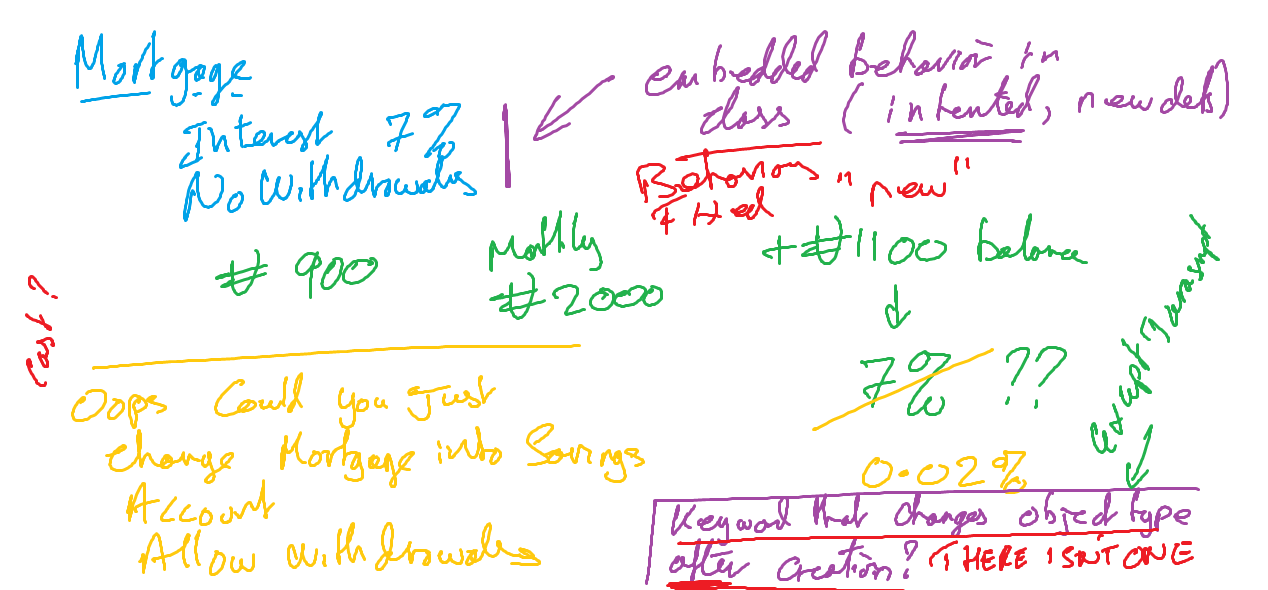 Mortgage
Interest 7%
No Withdrawals
embedded behavior in
class (inherited, new defs)
Behaviors "new"
Fixed
# 900
Monthly
# 2000
+ # 1100 balance
7% ??
0.02%
Cast?
Oops Could you Just
Change Mortgage into Savings
Account
Allow withdrawals
except Javascript
Keyword that changes object type
after creation? THERE ISN'T ONE